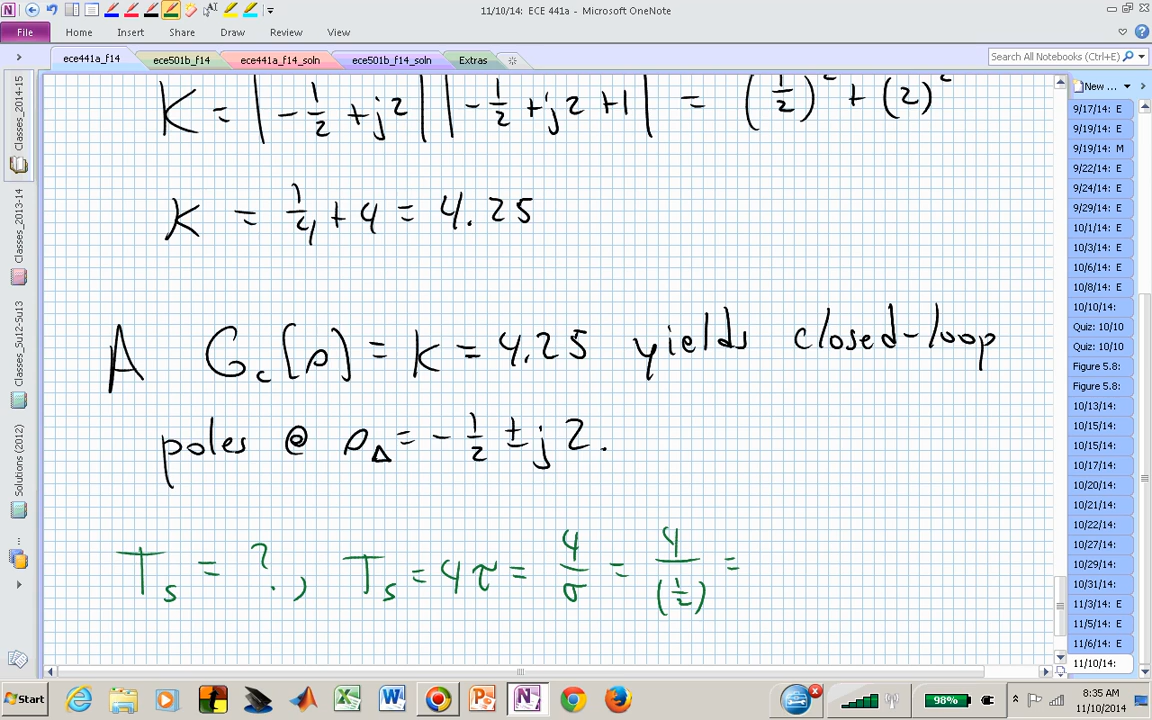 11/10/14: ECE 441a - Microsoft OneNote
File Home Insert Share Draw Review View
ece441a_f14 ece501b_f14 ece441a_f14_soln ece501b_f14_soln Extras
Search All Notebooks (Ctrl+E)
Classes_2014-15
Classes_2013-14
Classes_Su12-Su13
Solutions (2012)
K = |-1/2 + j2| |-1/2 + j2 + 1| = (1/2)² + (2)²
K = 1/4 + 4 = 4.25
A Gc(s) = K = 4.25 yields closed-loop
poles @ s_Δ = -1/2 ± j2.
Ts = ?, Ts = 4τ = 4/σ = 4/(1/2) =
New ...
9/17/14: E
9/19/14: E
9/19/14: M
9/22/14: E
9/24/14: E
9/29/14: E
10/1/14: E
10/3/14: E
10/6/14: E
10/8/14: E
10/10/14:
Quiz: 10/10
Quiz: 10/10
Figure 5.8:
Figure 5.8:
10/13/14:
10/15/14:
10/15/14:
10/17/14:
10/20/14:
10/21/14:
10/22/14:
10/27/14:
10/29/14:
10/31/14:
11/3/14: E
11/5/14: E
11/6/14: E
11/10/14:
Start
98%
8:35 AM
11/10/2014